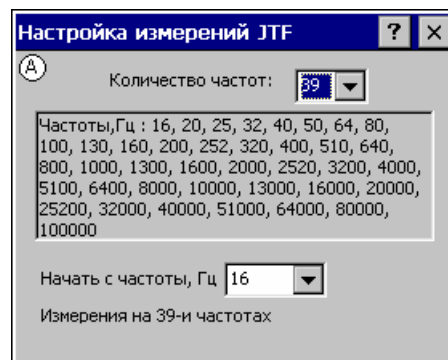 Настройка измерений JTF ? ×
A
Количество частот: 39
Частоты,Гц : 16, 20, 25, 32, 40, 50, 64, 80,
100, 130, 160, 200, 252, 320, 400, 510, 640,
800, 1000, 1300, 1600, 2000, 2520, 3200, 4000,
5100, 6400, 8000, 10000, 13000, 16000, 20000,
25200, 32000, 40000, 51000, 64000, 80000,
100000
Начать с частоты, Гц 16
Измерения на 39-и частотах